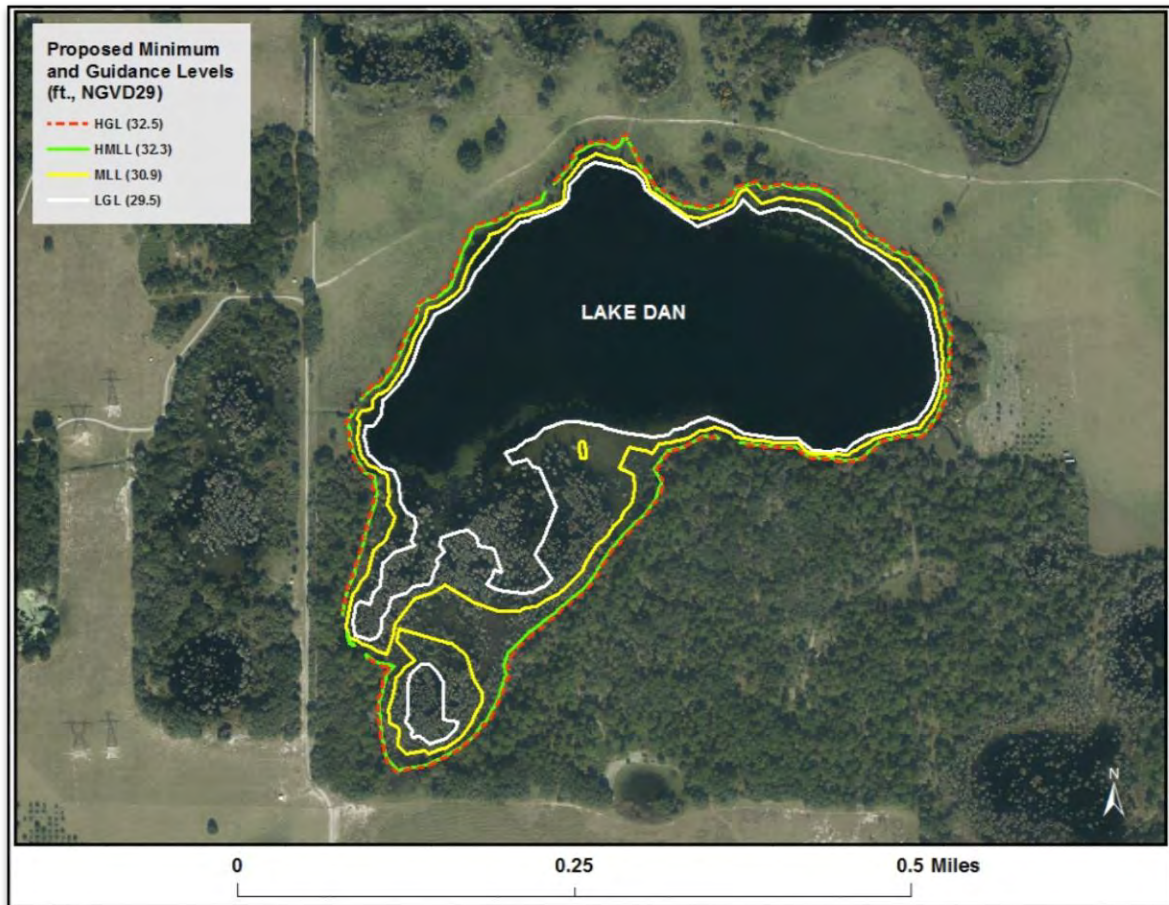 Proposed Minimum
and Guidance Levels
(ft., NGVD29)
HGL (32.5)
HMLL (32.3)
MLL (30.9)
LGL (29.5)
LAKE DAN
N
0 0.25 0.5 Miles